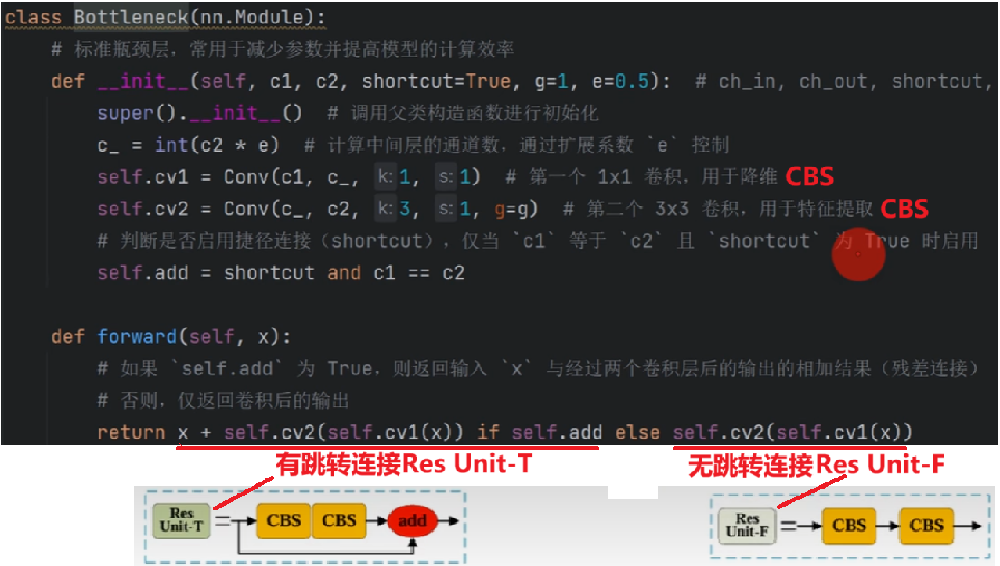 class Bottleneck(nn.Module):
# 标准瓶颈层，常用于减少参数并提高模型的计算效率
def __init__(self, c1, c2, shortcut=True, g=1, e=0.5):  # ch_in, ch_out, shortcut,
super().__init__()  # 调用父类构造函数进行初始化
c_ = int(c2 * e)  # 计算中间层的通道数，通过扩展系数 `e` 控制
self.cv1 = Conv(c1, c_, k:1, s:1)  # 第一个 1x1 卷积，用于降维 CBS
self.cv2 = Conv(c_, c2, k:3, s:1, g=g)  # 第二个 3x3 卷积，用于特征提取 CBS
# 判断是否启用捷径连接（shortcut），仅当 `c1` 等于 `c2` 且 `shortcut` 为 True 时启用
self.add = shortcut and c1 == c2
def forward(self, x):
# 如果 `self.add` 为 True，则返回输入 `x` 与经过两个卷积层后的输出的相加结果（残差连接）
# 否则，仅返回卷积后的输出
return x + self.cv2(self.cv1(x)) if self.add else self.cv2(self.cv1(x))
有跳转连接Res Unit-T
无跳转连接Res Unit-F
Res
Unit-T
=
CBS
CBS
add
Res
Unit-F
=
CBS
CBS